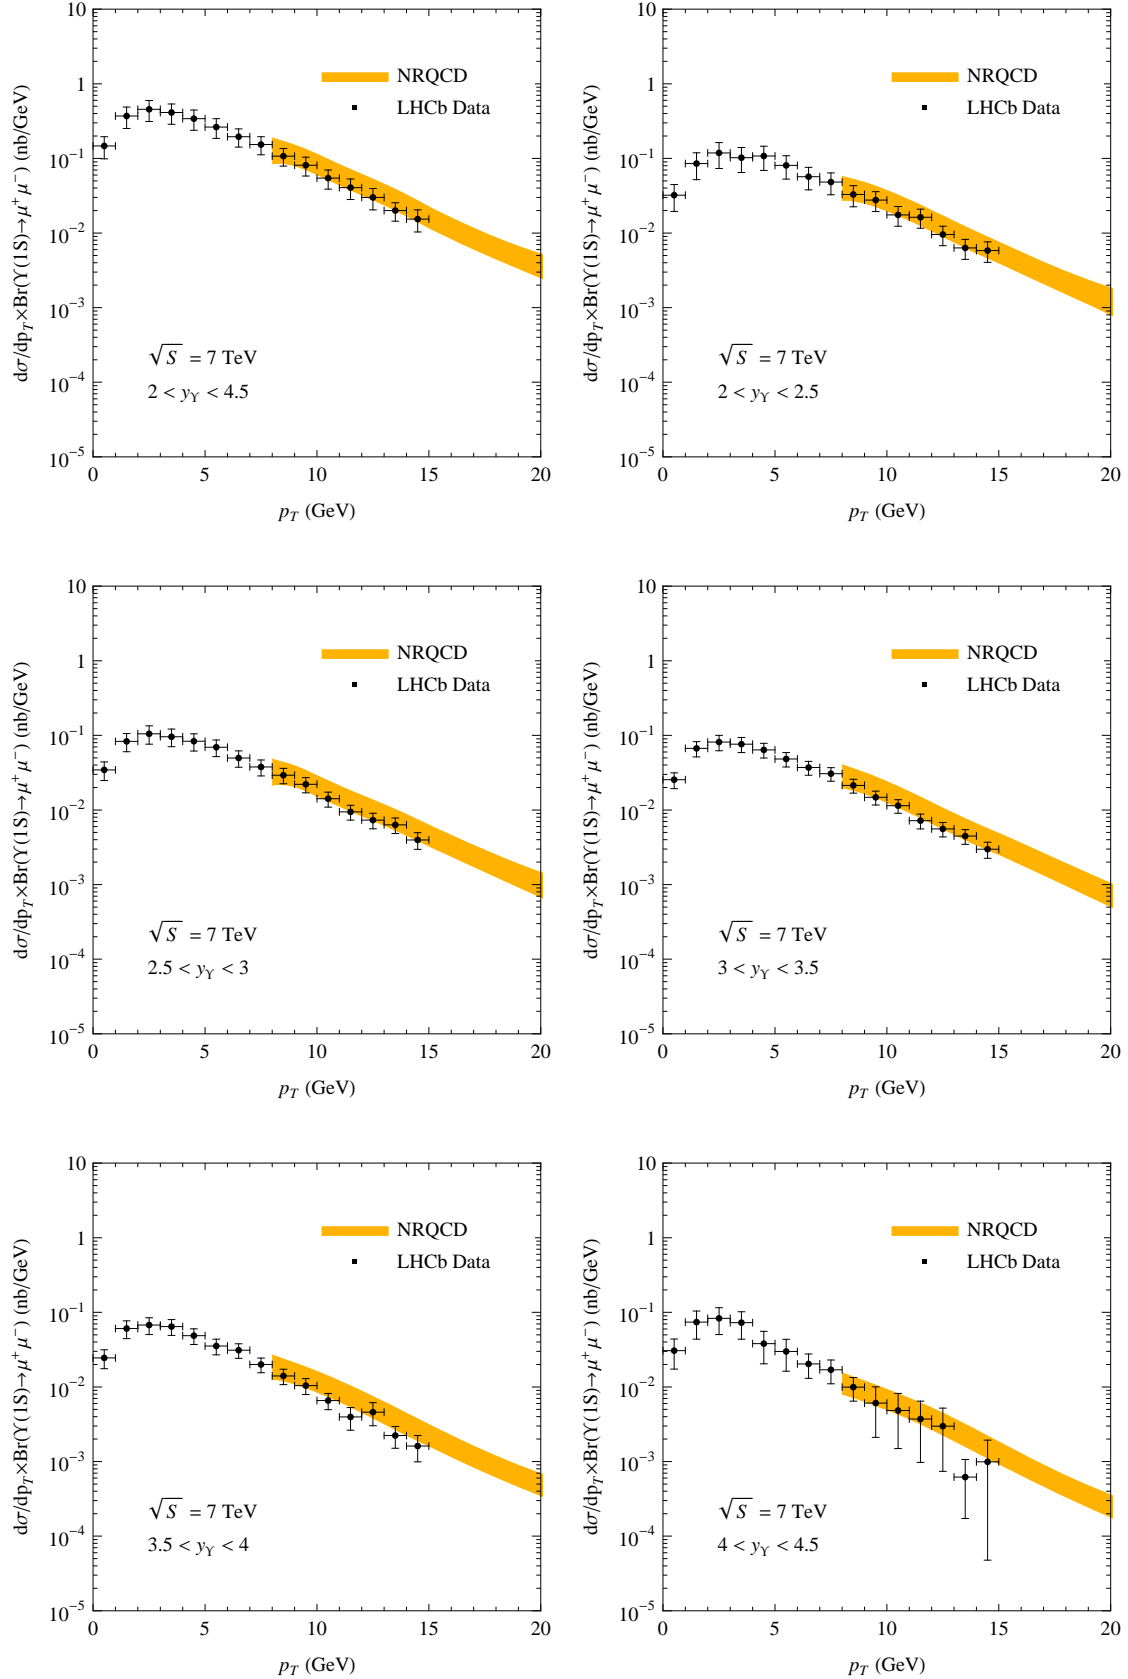 10
1
10⁻¹
10⁻²
10⁻³
10⁻⁴
10⁻⁵
0 5 10 15 20
p_T (GeV)
dσ/dp_T×Br(ϒ(1S)→μ⁺μ⁻) (nb/GeV)
NRQCD
LHCb Data
√S = 7 TeV
2 < y_ϒ < 4.5
10
1
10⁻¹
10⁻²
10⁻³
10⁻⁴
10⁻⁵
0 5 10 15 20
p_T (GeV)
dσ/dp_T×Br(ϒ(1S)→μ⁺μ⁻) (nb/GeV)
NRQCD
LHCb Data
√S = 7 TeV
2 < y_ϒ < 2.5
10
1
10⁻¹
10⁻²
10⁻³
10⁻⁴
10⁻⁵
0 5 10 15 20
p_T (GeV)
dσ/dp_T×Br(ϒ(1S)→μ⁺μ⁻) (nb/GeV)
NRQCD
LHCb Data
√S = 7 TeV
2.5 < y_ϒ < 3
10
1
10⁻¹
10⁻²
10⁻³
10⁻⁴
10⁻⁵
0 5 10 15 20
p_T (GeV)
dσ/dp_T×Br(ϒ(1S)→μ⁺μ⁻) (nb/GeV)
NRQCD
LHCb Data
√S = 7 TeV
3 < y_ϒ < 3.5
10
1
10⁻¹
10⁻²
10⁻³
10⁻⁴
10⁻⁵
0 5 10 15 20
p_T (GeV)
dσ/dp_T×Br(ϒ(1S)→μ⁺μ⁻) (nb/GeV)
NRQCD
LHCb Data
√S = 7 TeV
3.5 < y_ϒ < 4
10
1
10⁻¹
10⁻²
10⁻³
10⁻⁴
10⁻⁵
0 5 10 15 20
p_T (GeV)
dσ/dp_T×Br(ϒ(1S)→μ⁺μ⁻) (nb/GeV)
NRQCD
LHCb Data
√S = 7 TeV
4 < y_ϒ < 4.5